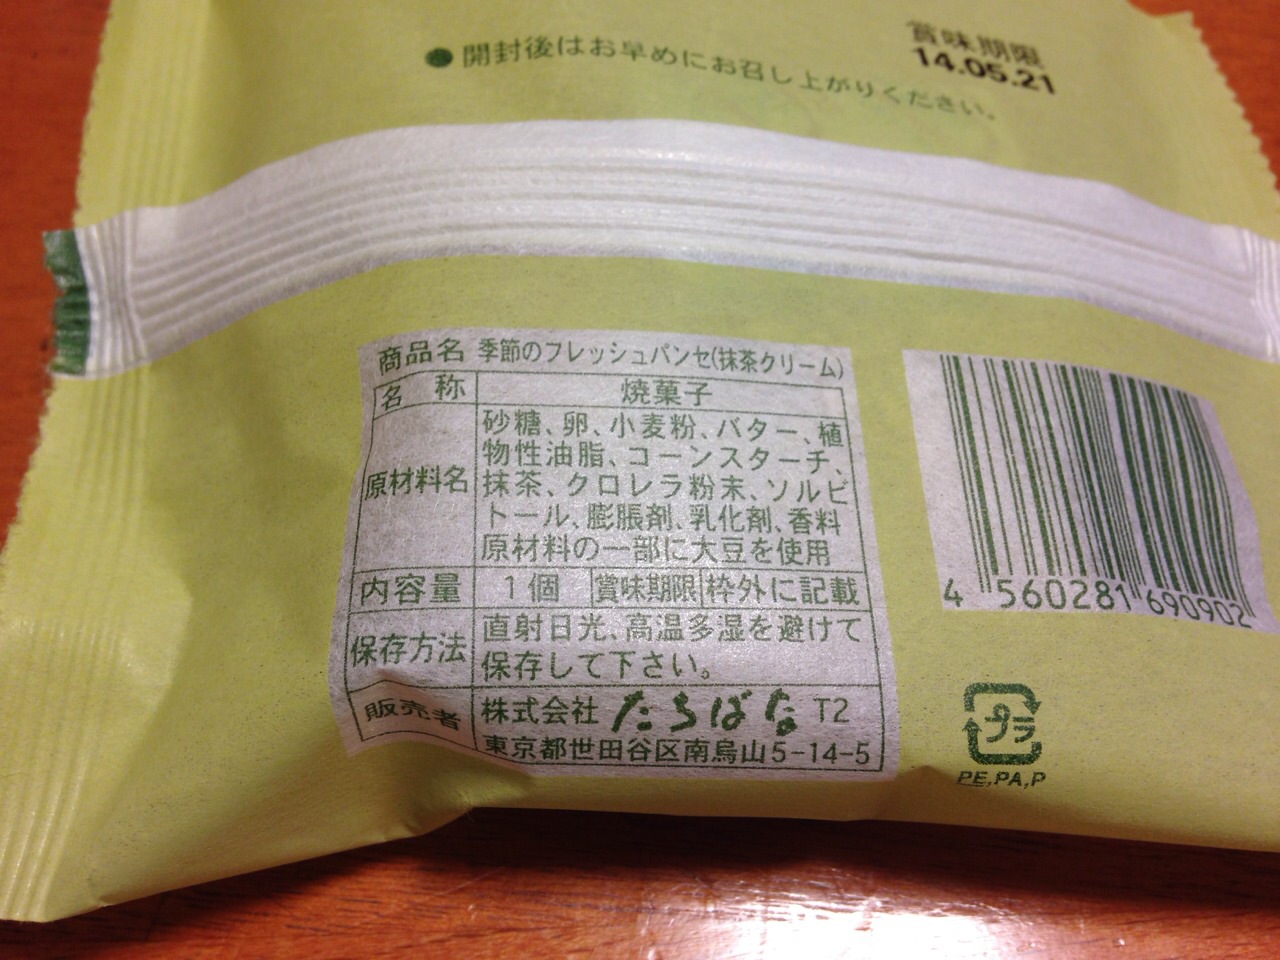 賞味期限
14.05.21
●開封後はお早めにお召し上がりください。
商品名 季節のフレッシュパンセ(抹茶クリーム)
名 称 焼菓子
原材料名 砂糖、卵、小麦粉、バター、植
物性油脂、コーンスターチ、
抹茶、クロレラ粉末、ソルビ
トール、膨脹剤、乳化剤、香料
原材料の一部に大豆を使用
内容量 1個 賞味期限 枠外に記載
保存方法 直射日光、高温多湿を避けて
保存して下さい。
販売者 株式会社 たちばな T2
東京都世田谷区南烏山5-14-5
4 560281 690902
プラ
PE,PA,P